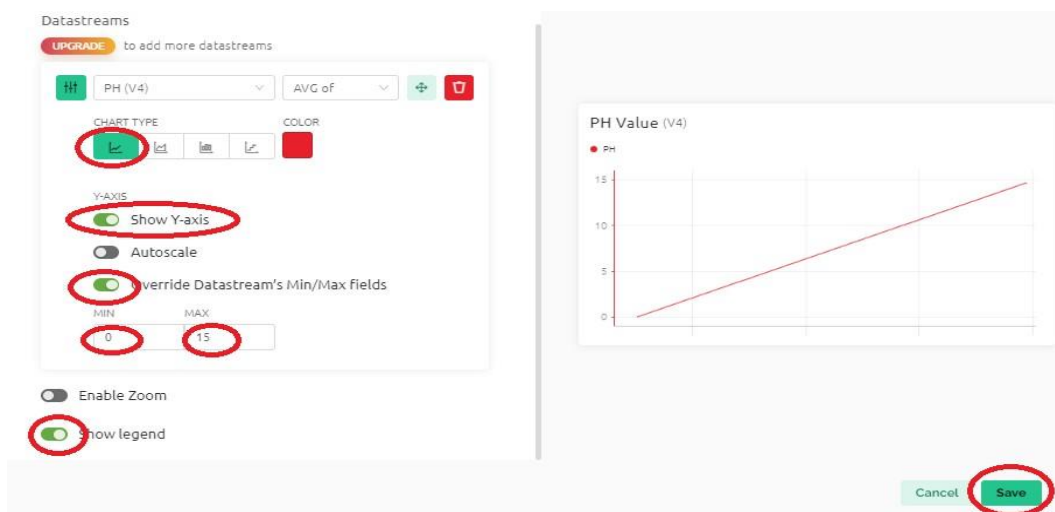 Datastreams
UPGRADE to add more datastreams
PH (V4) AVG of
CHART TYPE COLOR
Y-AXIS
Show Y-axis
Autoscale
Override Datastream's Min/Max fields
MIN MAX
0 15
Enable Zoom
Show legend
PH Value (V4)
PH
15
10
5
0
Cancel Save